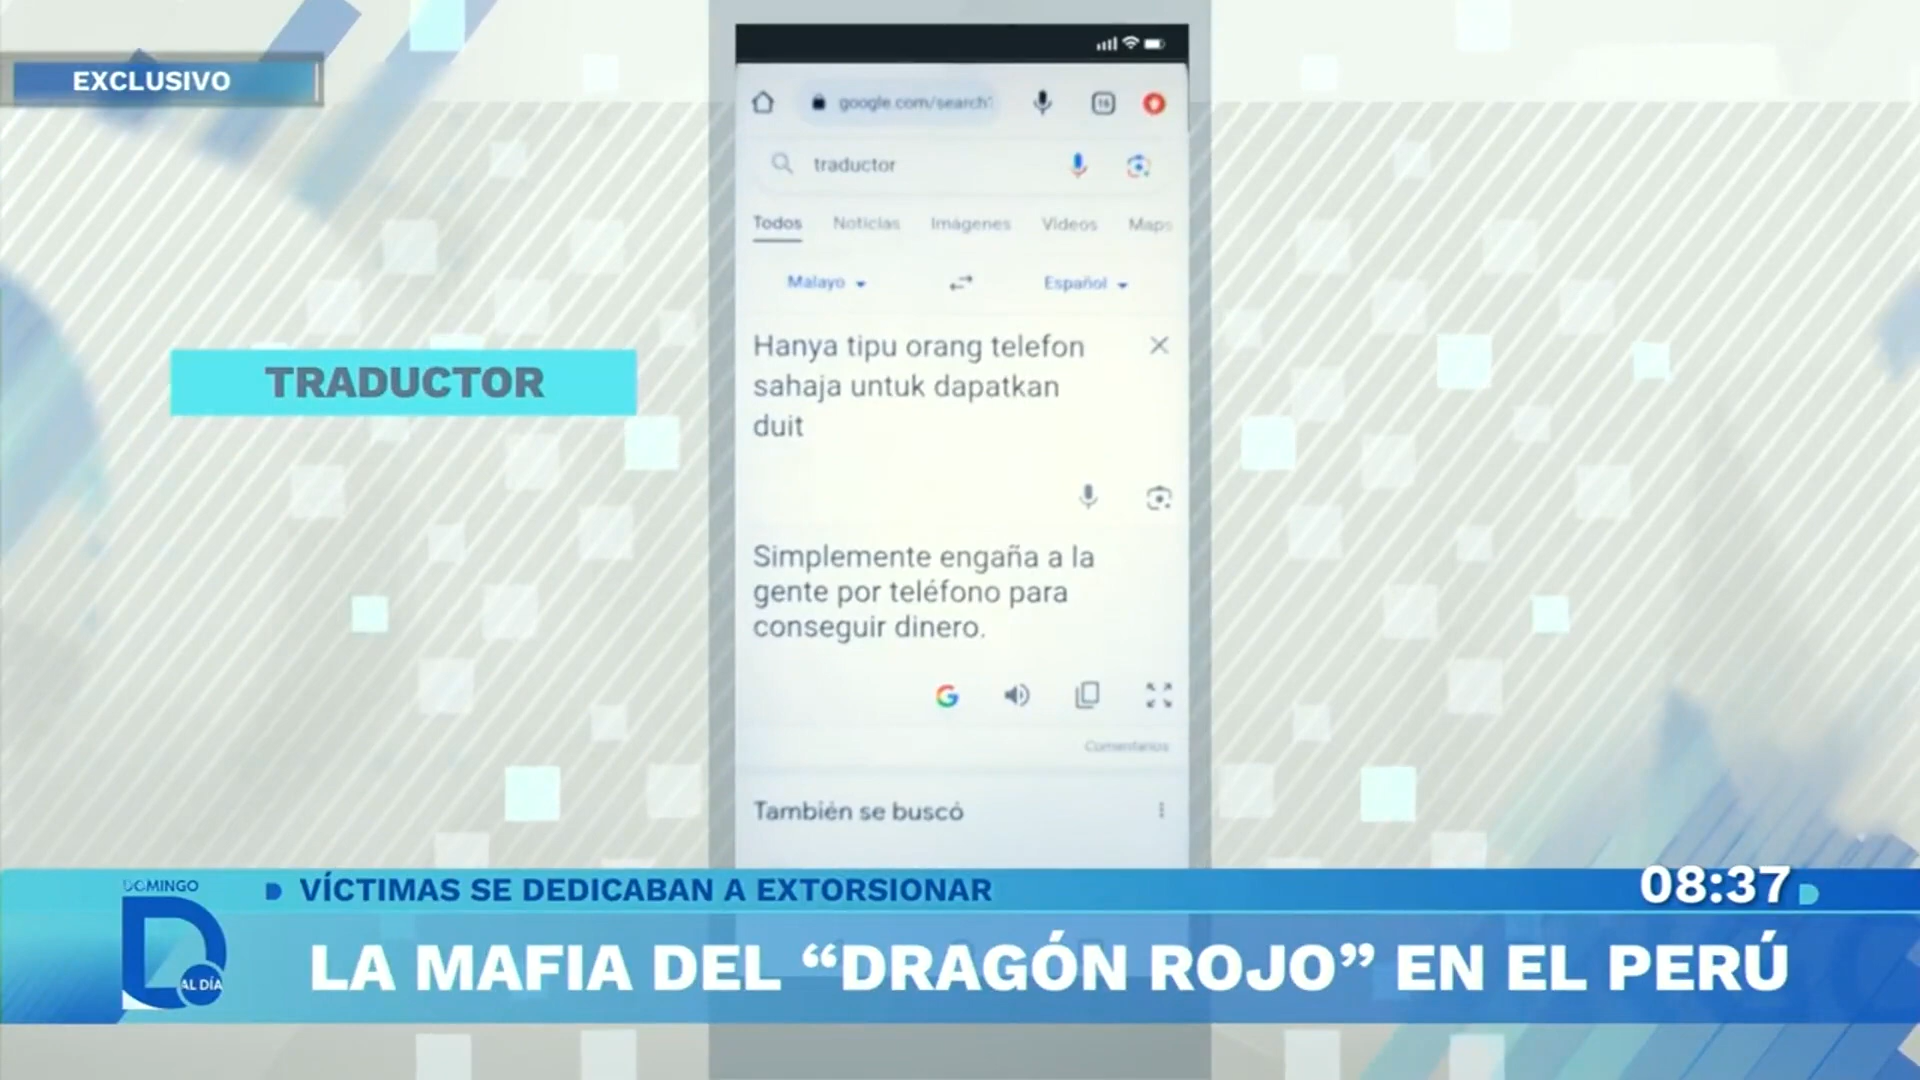 EXCLUSIVO
google.com/search?
16
traductor
Todos Noticias Imágenes Videos Maps
Malayo Español
Hanya tipu orang telefon
sahaja untuk dapatkan
duit
TRADUCTOR
Simplemente engaña a la
gente por teléfono para
conseguir dinero.
Comentarios
También se buscó
VÍCTIMAS SE DEDICABAN A EXTORSIONAR
08:37
DOMINGO
D
AL DÍA
LA MAFIA DEL “DRAGÓN ROJO” EN EL PERÚ